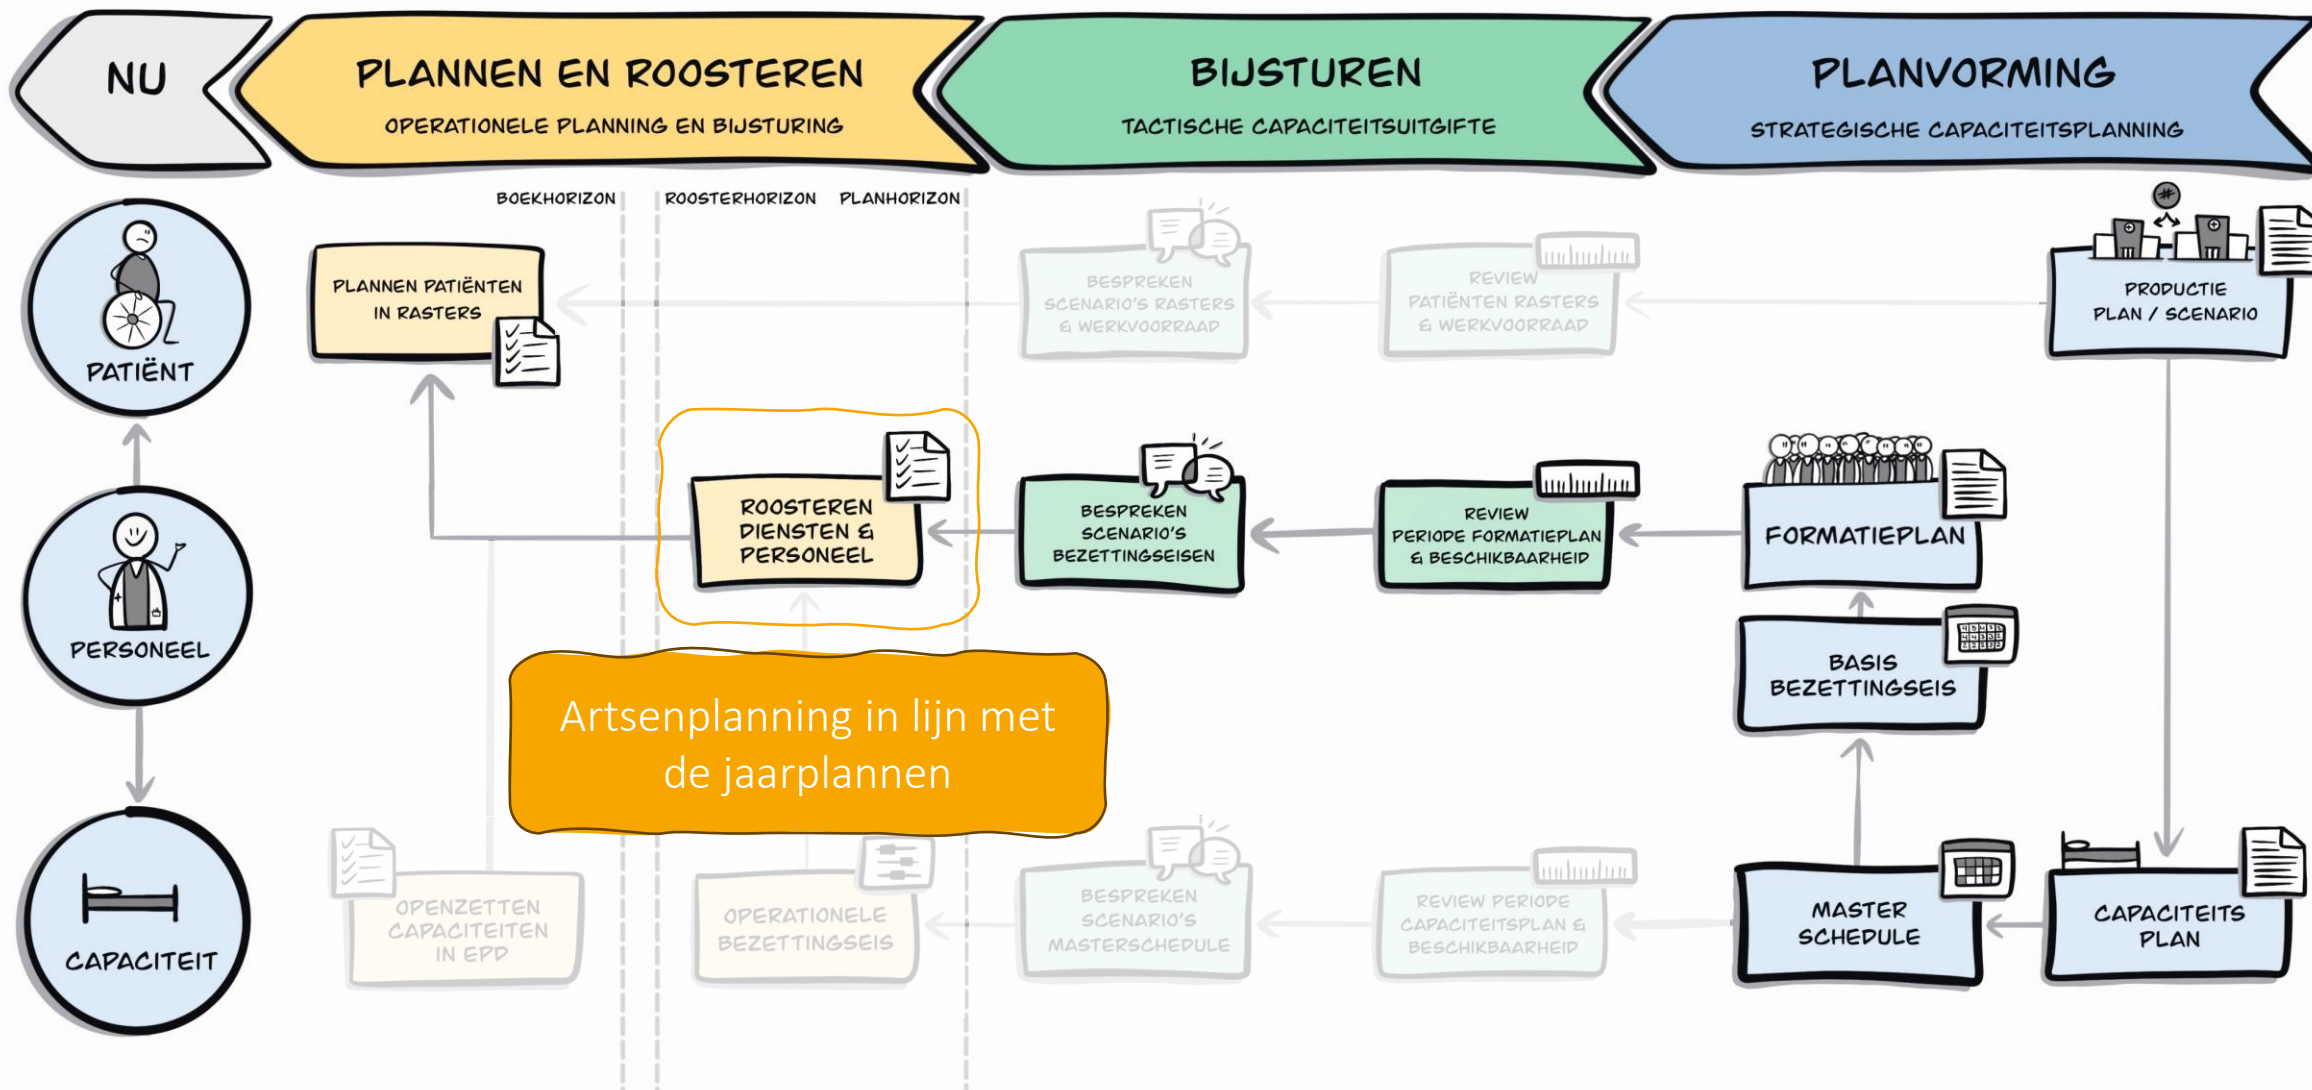 NU
PLANNEN EN ROOSTEREN
OPERATIONELE PLANNING EN BIJSTURING
BIJSTUREN
TACTISCHE CAPACITEITSUITGIFTE
PLANVORMING
STRATEGISCHE CAPACITEITSPLANNING
BOEKHORIZON
ROOSTERHORIZON
PLANHORIZON
PATIËNT
PLANNEN PATIËNTEN
IN RASTERS
BESPREKEN
SCENARIO'S RASTERS
& WERKVOORRAAD
REVIEW
PATIËNTEN RASTERS
& WERKVOORRAAD
#
PRODUCTIE
PLAN / SCENARIO
PERSONEEL
ROOSTEREN
DIENSTEN &
PERSONEEL
BESPREKEN
SCENARIO'S
BEZETTINGSEISEN
REVIEW
PERIODE FORMATIEPLAN
& BESCHIKBAARHEID
FORMATIEPLAN
BASIS
BEZETTINGSEIS
Artsenplanning in lijn met
de jaarplannen
CAPACITEIT
OPENZETTEN
CAPACITEITEN
IN EPD
OPERATIONELE
BEZETTINGSEIS
BESPREKEN
SCENARIO'S
MASTERSCHEDULE
REVIEW PERIODE
CAPACITEITSPLAN &
BESCHIKBAARHEID
MASTER
SCHEDULE
CAPACITEITS
PLAN